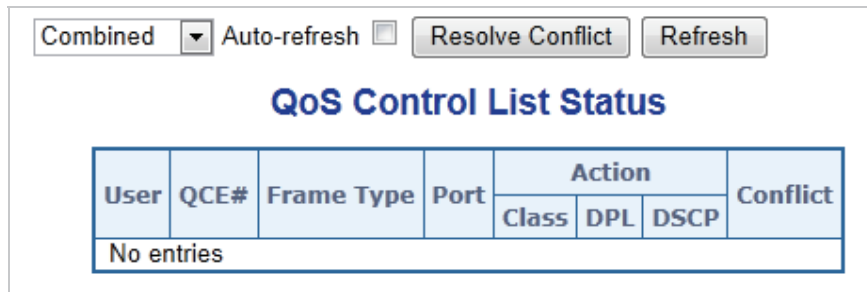 Combined Auto-refresh Resolve Conflict Refresh
QoS Control List Status
User QCE# Frame Type Port Action Conflict
Class DPL DSCP
No entries